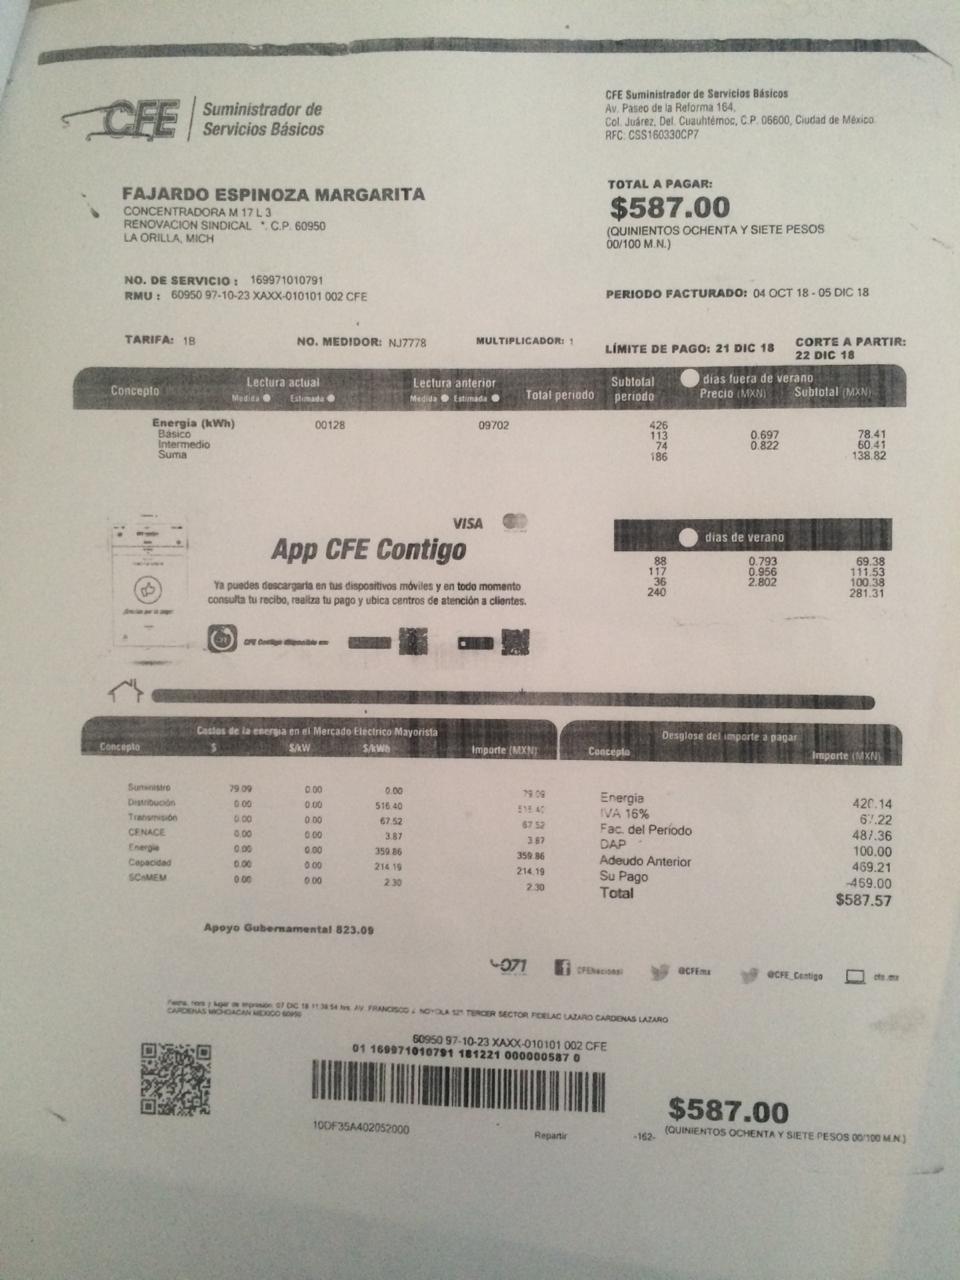 CFE
Suministrador de
Servicios Básicos
CFE Suministrador de Servicios Básicos
Av. Paseo de la Reforma 164,
Col. Juárez, Del. Cuauhtémoc, C.P. 06600, Ciudad de México.
RFC: CSS160330CP7
FAJARDO ESPINOZA MARGARITA
CONCENTRADORA M 17 L 3
RENOVACION SINDICAL *. C.P. 60950
LA ORILLA, MICH
TOTAL A PAGAR:
$587.00
(QUINIENTOS OCHENTA Y SIETE PESOS
00/100 M.N.)
NO. DE SERVICIO : 169971010791
RMU : 60950 97-10-23 XAXX-010101 002 CFE
PERIODO FACTURADO: 04 OCT 18 - 05 DIC 18
TARIFA: 1B NO. MEDIDOR: NJ7778 MULTIPLICADOR: 1
LÍMITE DE PAGO: 21 DIC 18 CORTE A PARTIR:
22 DIC 18
Concepto Lectura actual Lectura anterior Total periodo Subtotal periodo días fuera de verano
Medida Estimada Medida Estimada Precio (MXN) Subtotal (MXN)
Energía (kWh) 00128 09702 426
Básico 113 0.697 78.41
Intermedio 74 0.822 60.41
Suma 186 138.82
VISA
App CFE Contigo
Ya puedes descargarla en tus dispositivos móviles y en todo momento
consulta tu recibo, realiza tu pago y ubica centros de atención a clientes.
CFE Contigo disponible en:
días de verano
88 0.793 69.38
117 0.956 111.53
36 2.802 100.38
240 281.31
Costos de la energía en el Mercado Eléctrico Mayorista
Concepto $ $/kW $/kWh Importe (MXN)
Suministro 79.09 0.00 0.00 79.09
Distribución 0.00 0.00 516.40 516.40
Transmisión 0.00 0.00 67.52 67.52
CENACE 0.00 0.00 3.87 3.87
Energía 0.00 0.00 359.86 359.86
Capacidad 0.00 0.00 214.19 214.19
SCnMEM 0.00 0.00 2.30 2.30
Apoyo Gubernamental 823.09
Desglose del importe a pagar
Concepto Importe (MXN)
Energía 420.14
IVA 16% 67.22
Fac. del Periodo 487.36
DAP 100.00
Adeudo Anterior 469.21
Su Pago -469.00
Total $587.57
071
CFENacional
@CFEmx
@CFE_Contigo
cfe.mx
Fecha, hora y lugar de impresión: 07 DIC 18 11:38:54 hrs. AV. FRANCISCO J. NOYOLA TERCER SECTOR FIDELAC LAZARO CARDENAS LAZARO
CARDENAS MICHOACAN MEXICO 60950
60950 97-10-23 XAXX-010101 002 CFE
01 169971010791 181221 000000587 0
10DF35A402052000
Repartir
-162-
$587.00
(QUINIENTOS OCHENTA Y SIETE PESOS 00/100 M.N.)